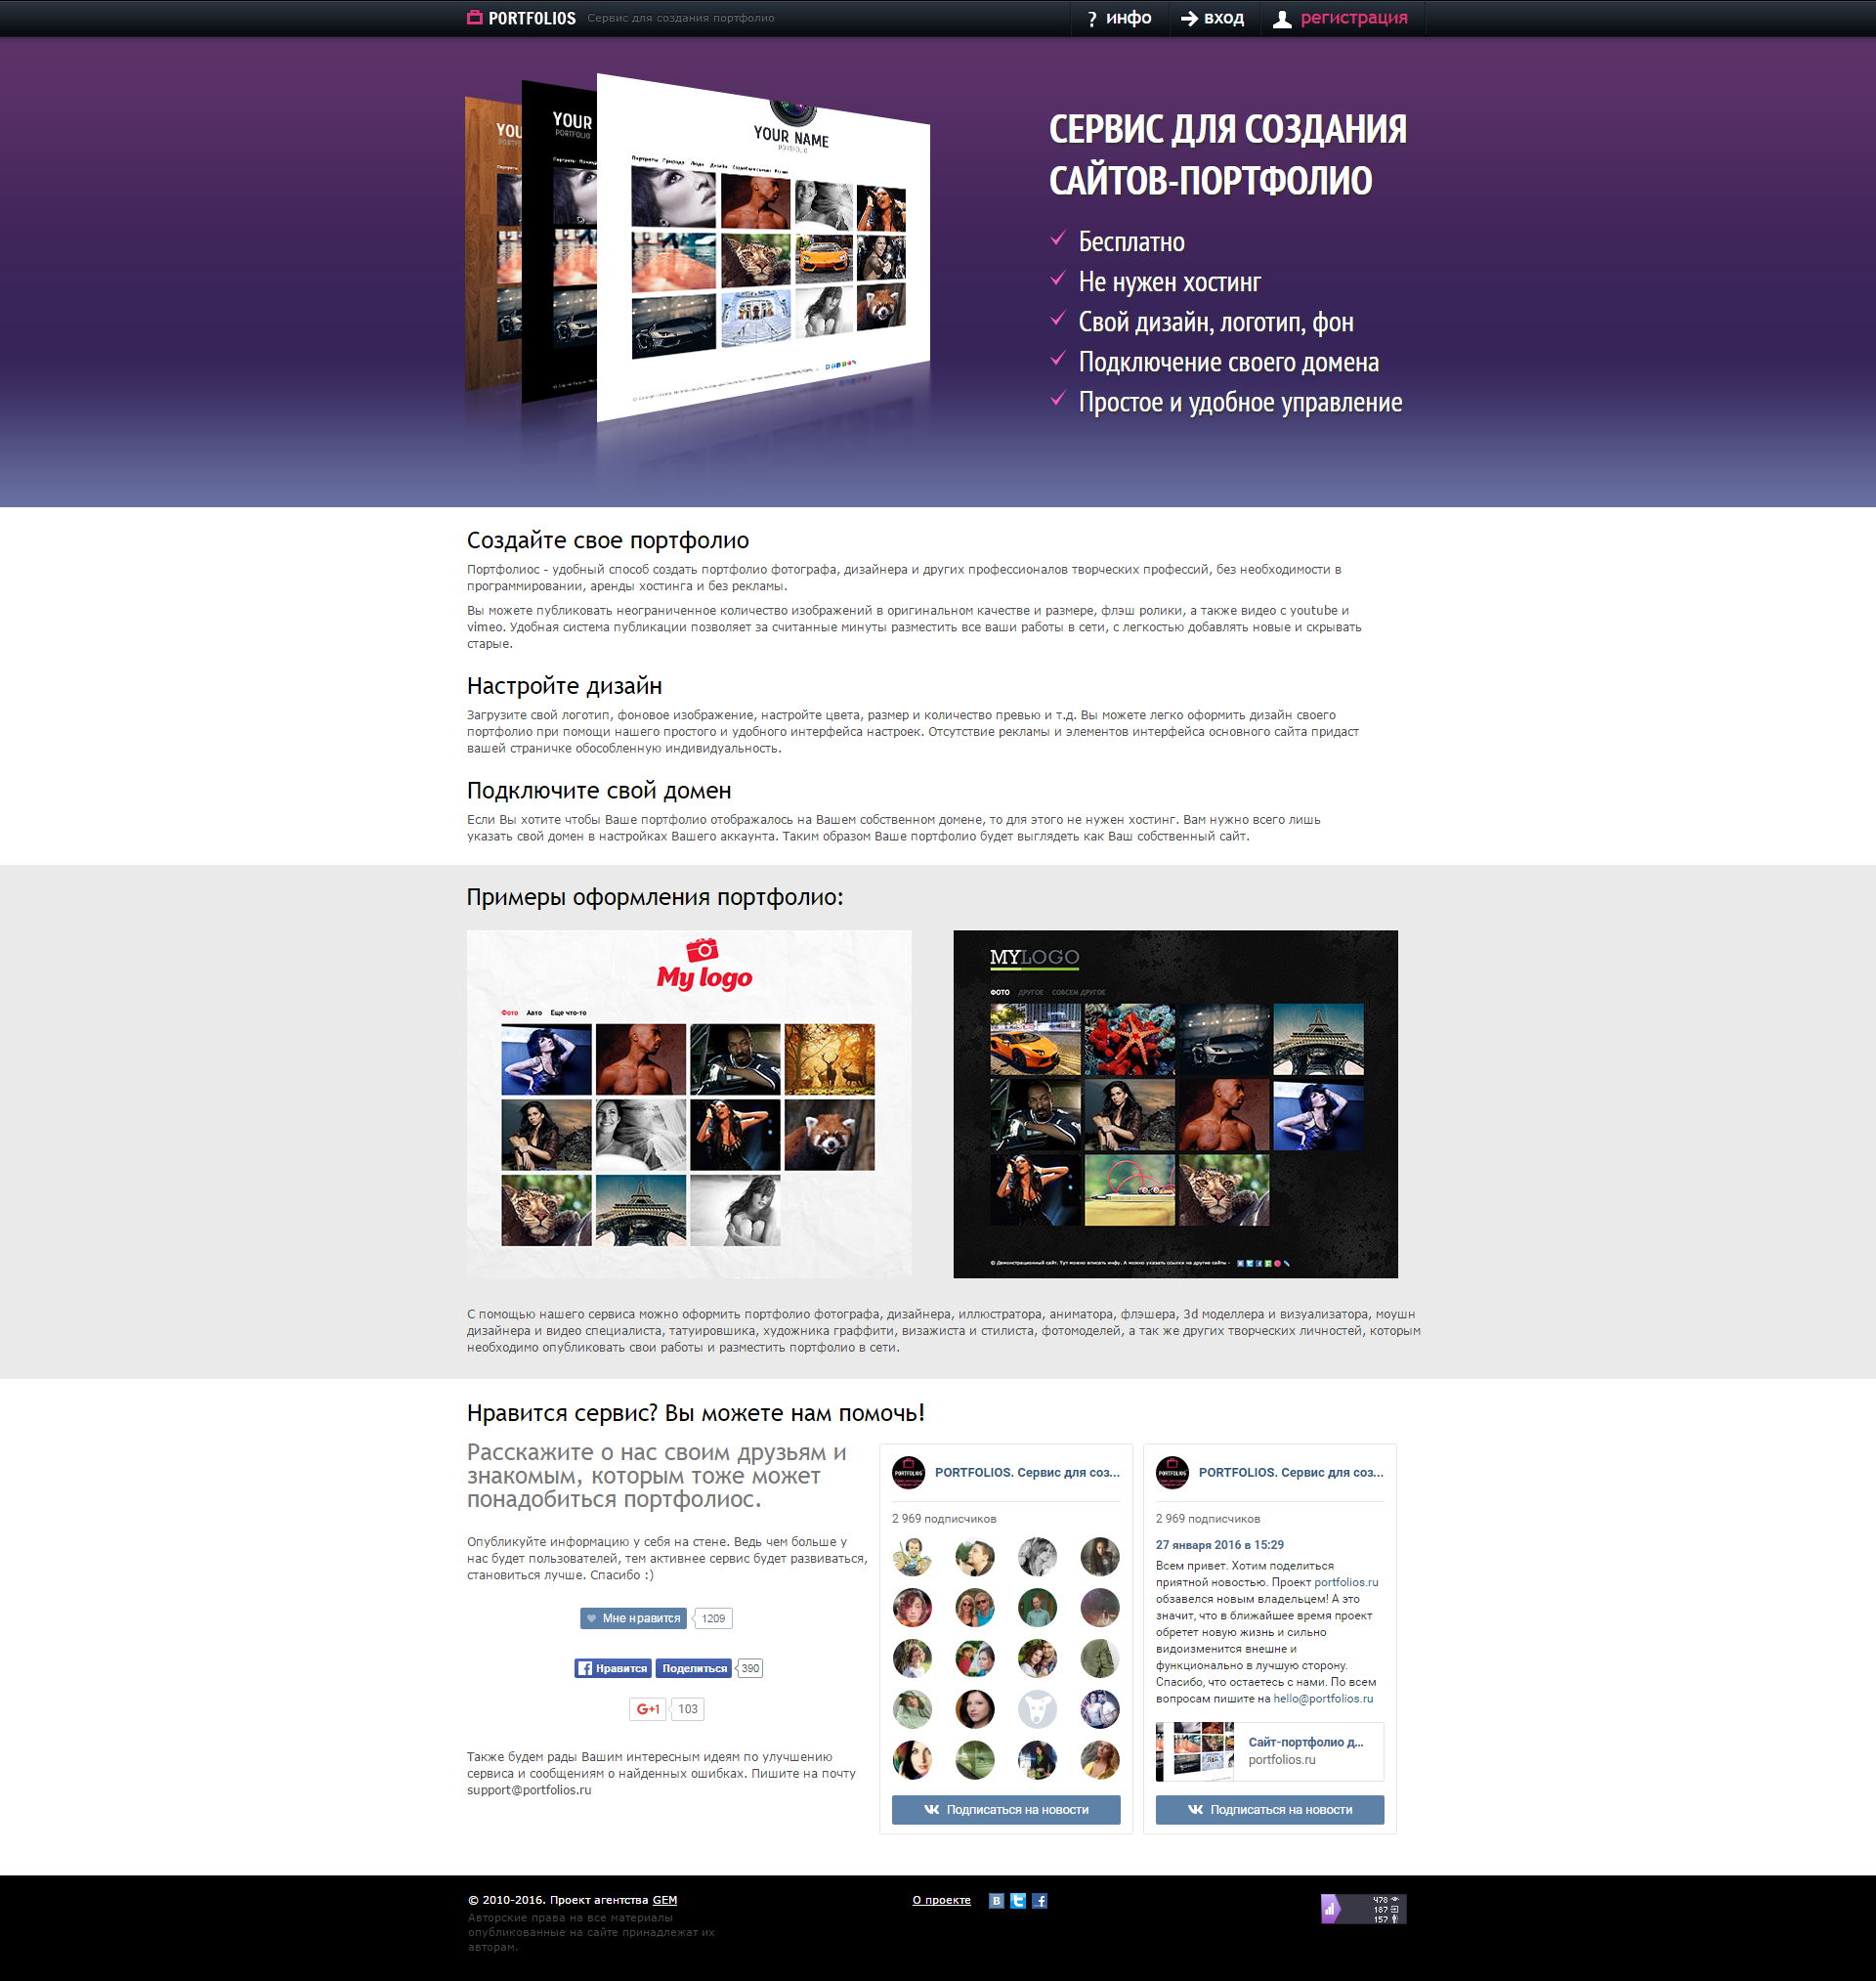 PORTFOLIOS Сервис для создания портфолио
? инфо
вход
регистрация
YOUR NAME
СЕРВИС ДЛЯ СОЗДАНИЯ
САЙТОВ-ПОРТФОЛИО
Бесплатно
Не нужен хостинг
Свой дизайн, логотип, фон
Подключение своего домена
Простое и удобное управление
Создайте свое портфолио
Портфолиос - удобный способ создать портфолио фотографа, дизайнера и других профессионалов творческих профессий, без необходимости в
программировании, аренды хостинга и без рекламы.
Вы можете публиковать неограниченное количество изображений в оригинальном качестве и размере, флэш ролики, а также видео с youtube и
vimeo. Удобная система публикации позволяет за считанные минуты разместить все ваши работы в сети, с легкостью добавлять новые и скрывать
старые.
Настройте дизайн
Загрузите свой логотип, фоновое изображение, настройте цвета, размер и количество превью и т.д. Вы можете легко оформить дизайн своего
портфолио при помощи нашего простого и удобного интерфейса настроек. Отсутствие рекламы и элементов интерфейса основного сайта придаст
вашей страничке обособленную индивидуальность.
Подключите свой домен
Если Вы хотите чтобы Ваше портфолио отображалось на Вашем собственном домене, то для этого не нужен хостинг. Вам нужно всего лишь
указать свой домен в настройках Вашего аккаунта. Таким образом Ваше портфолио будет выглядеть как Ваш собственный сайт.
Примеры оформления портфолио:
My logo
Фото Авто Еще что-то
MYLOGO
ФОТО ДРУГОЕ СОВСЕМ ДРУГОЕ
© Демонстрационный сайт. Тут можно вписать инфу. А можно указать ссылки на другие сайты -
С помощью нашего сервиса можно оформить портфолио фотографа, дизайнера, иллюстратора, аниматора, флэшера, 3d моделлера и визуализатора, моушн
дизайнера и видео специалиста, татуировшика, художника граффити, визажиста и стилиста, фотомоделей, а так же других творческих личностей, которым
необходимо опубликовать свои работы и разместить портфолио в сети.
Нравится сервис? Вы можете нам помочь!
Расскажите о нас своим друзьям и
знакомым, которым тоже может
понадобиться портфолиос.
Опубликуйте информацию у себя на стене. Ведь чем больше у
нас будет пользователей, тем активнее сервис будет развиваться,
становиться лучше. Спасибо :)
Мне нравится 1209
Нравится Поделиться 390
G+1 103
Также будем рады Вашим интересным идеям по улучшению
сервиса и сообщениям о найденных ошибках. Пишите на почту
support@portfolios.ru
PORTFOLIOS. Сервис для соз...
2 969 подписчиков
Подписаться на новости
PORTFOLIOS. Сервис для соз...
2 969 подписчиков
27 января 2016 в 15:29
Всем привет. Хотим поделиться
приятной новостью. Проект portfolios.ru
обзавелся новым владельцем! А это
значит, что в ближайшее время проект
обретет новую жизнь и сильно
видоизменится внешне и
функционально в лучшую сторону.
Спасибо, что остаетесь с нами. По всем
вопросам пишите на hello@portfolios.ru
Сайт-портфолио д...
portfolios.ru
Подписаться на новости
© 2010-2016. Проект агентства GEM
Авторские права на все материалы
опубликованные на сайте принадлежат их
авторам.
О проекте
478
187
157